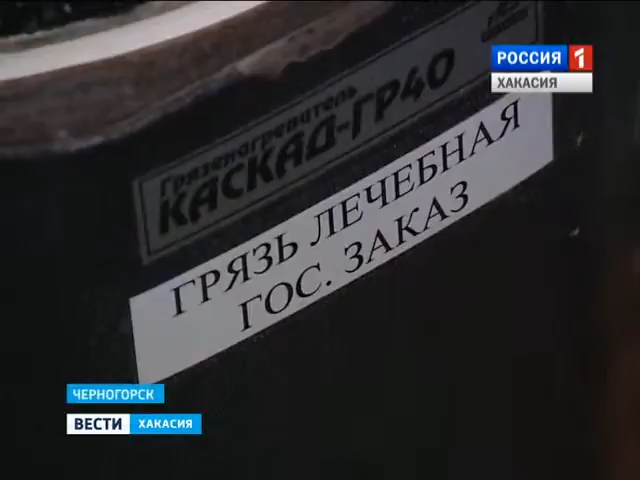 РОССИЯ 1
ХАКАСИЯ
Грязенагреватель
КАСКАД-ГР40
ГРЯЗЬ ЛЕЧЕБНАЯ
ГОС. ЗАКАЗ
ЧЕРНОГОРСК
ВЕСТИ ХАКАСИЯ